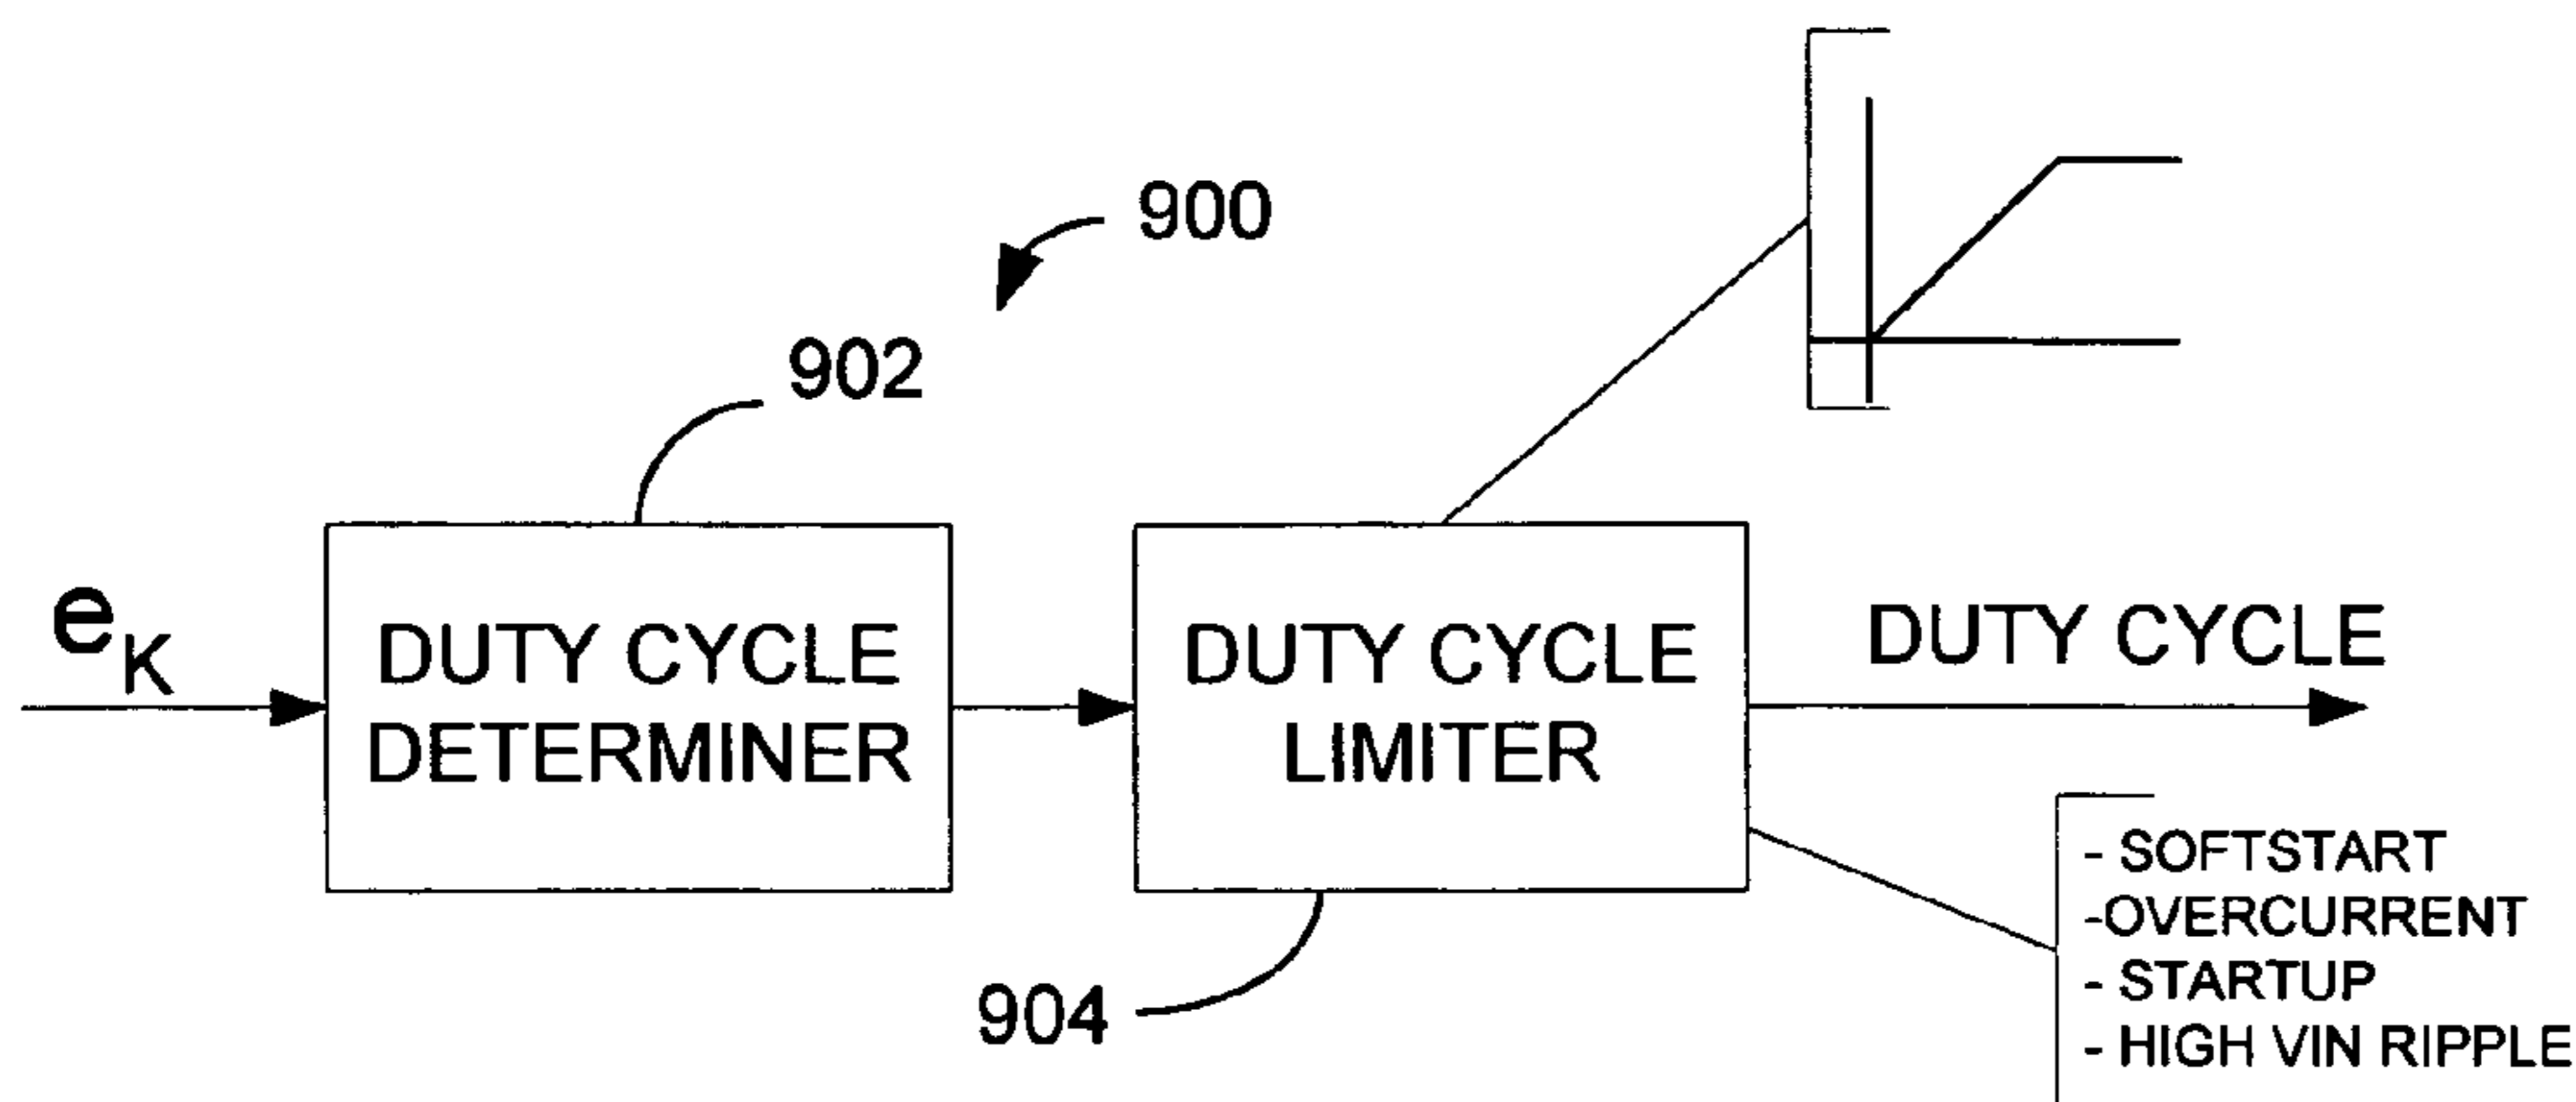 900
902
e_K
DUTY CYCLE
DETERMINER
DUTY CYCLE
LIMITER
DUTY CYCLE
904
- SOFTSTART
-OVERCURRENT
- STARTUP
- HIGH VIN RIPPLE